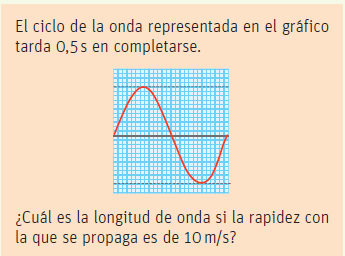 El ciclo de la onda representada en el gráfico
tarda 0,5 s en completarse.
¿Cuál es la longitud de onda si la rapidez con
la que se propaga es de 10 m/s?